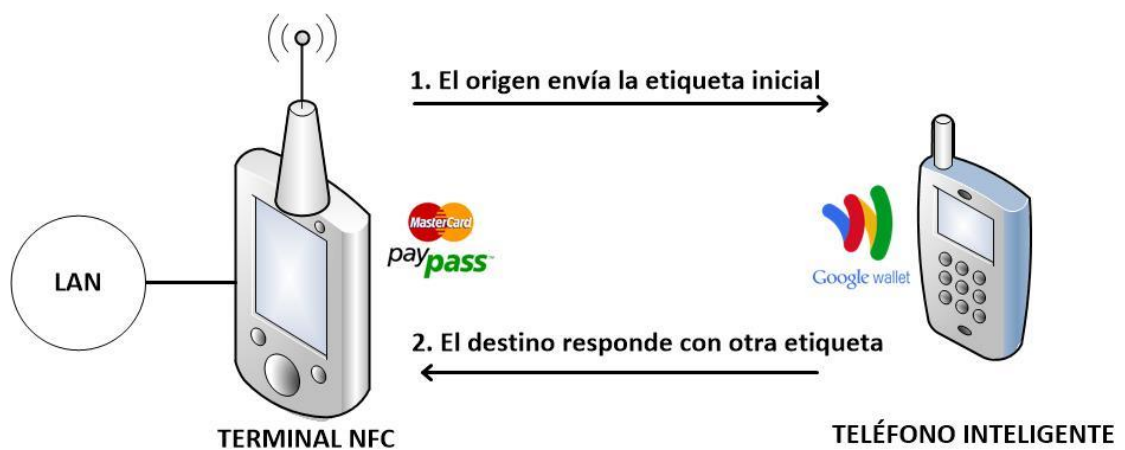 1. El origen envía la etiqueta inicial
MasterCard
paypass
Google wallet
LAN
2. El destino responde con otra etiqueta
TERMINAL NFC
TELÉFONO INTELIGENTE